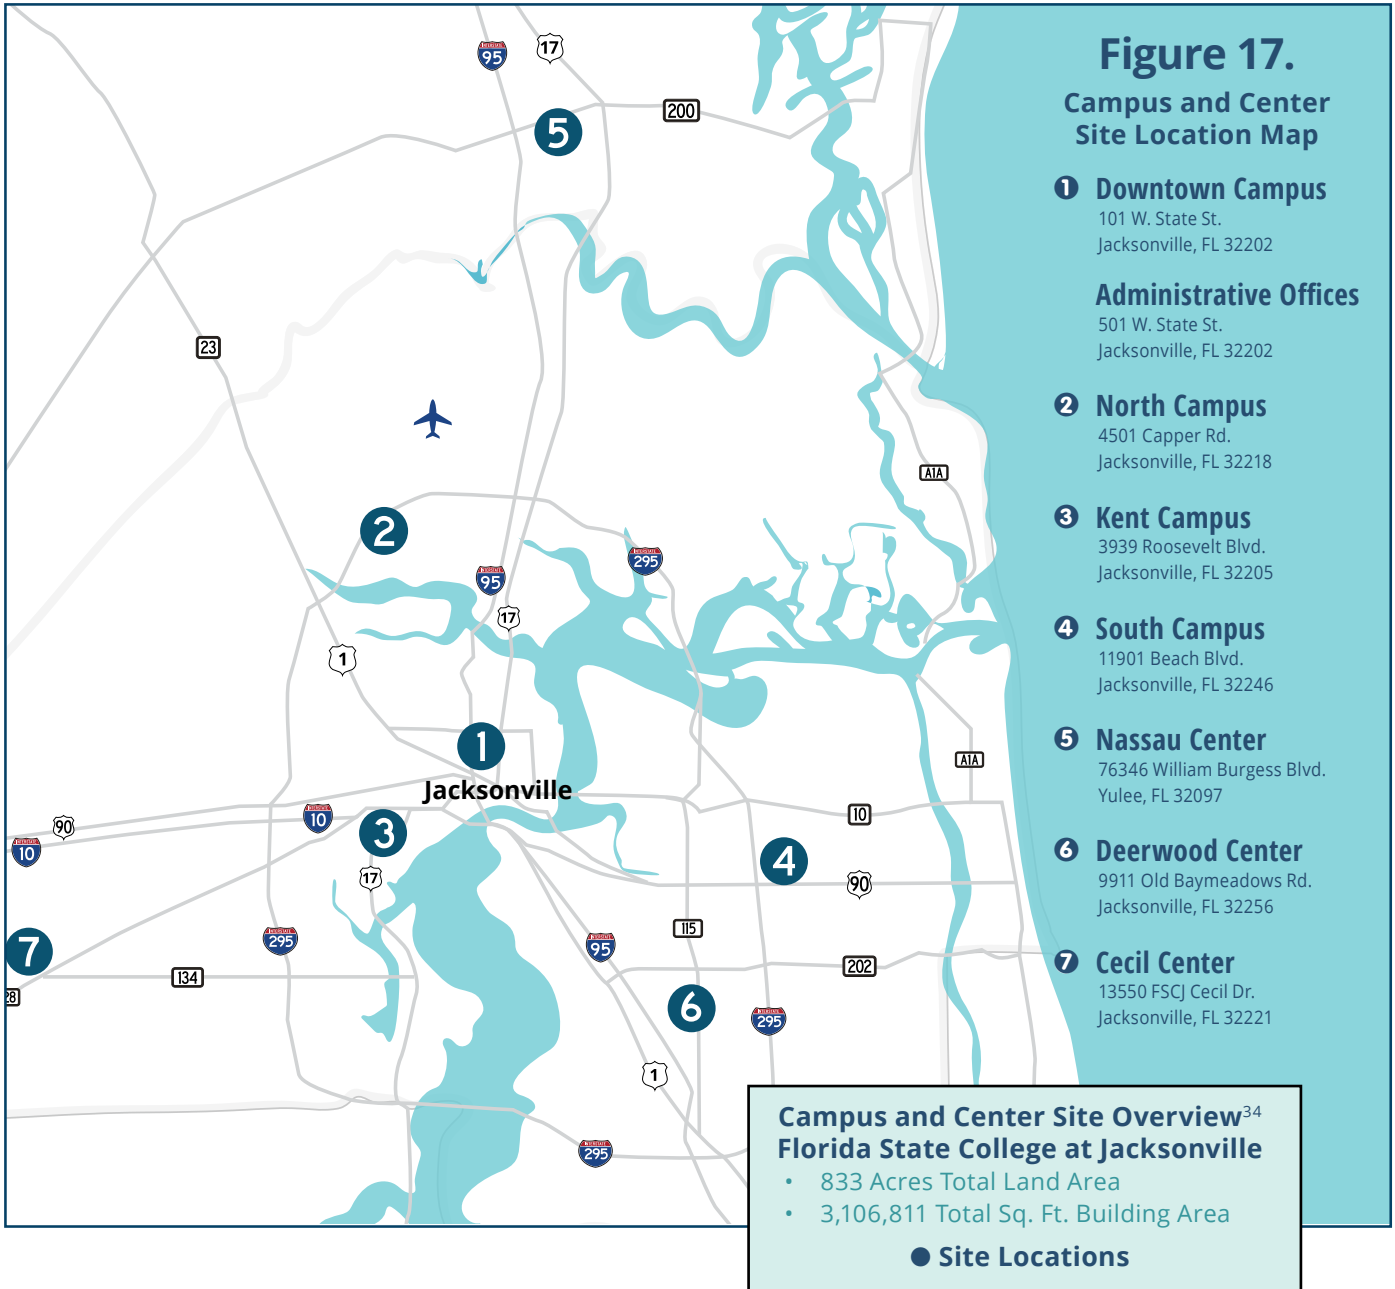 Figure 17.
Campus and Center
Site Location Map
1 Downtown Campus
101 W. State St.
Jacksonville, FL 32202
Administrative Offices
501 W. State St.
Jacksonville, FL 32202
2 North Campus
4501 Capper Rd.
Jacksonville, FL 32218
3 Kent Campus
3939 Roosevelt Blvd.
Jacksonville, FL 32205
4 South Campus
11901 Beach Blvd.
Jacksonville, FL 32246
5 Nassau Center
76346 William Burgess Blvd.
Yulee, FL 32097
6 Deerwood Center
9911 Old Baymeadows Rd.
Jacksonville, FL 32256
7 Cecil Center
13550 FSCJ Cecil Dr.
Jacksonville, FL 32221
95
17
200
5
23
A1A
2
295
95
17
1
1
Jacksonville
A1A
10
90
10
10
3
4
17
90
115
7
295
95
202
134
28
6
295
1
295
Campus and Center Site Overview34
Florida State College at Jacksonville
• 833 Acres Total Land Area
• 3,106,811 Total Sq. Ft. Building Area
● Site Locations